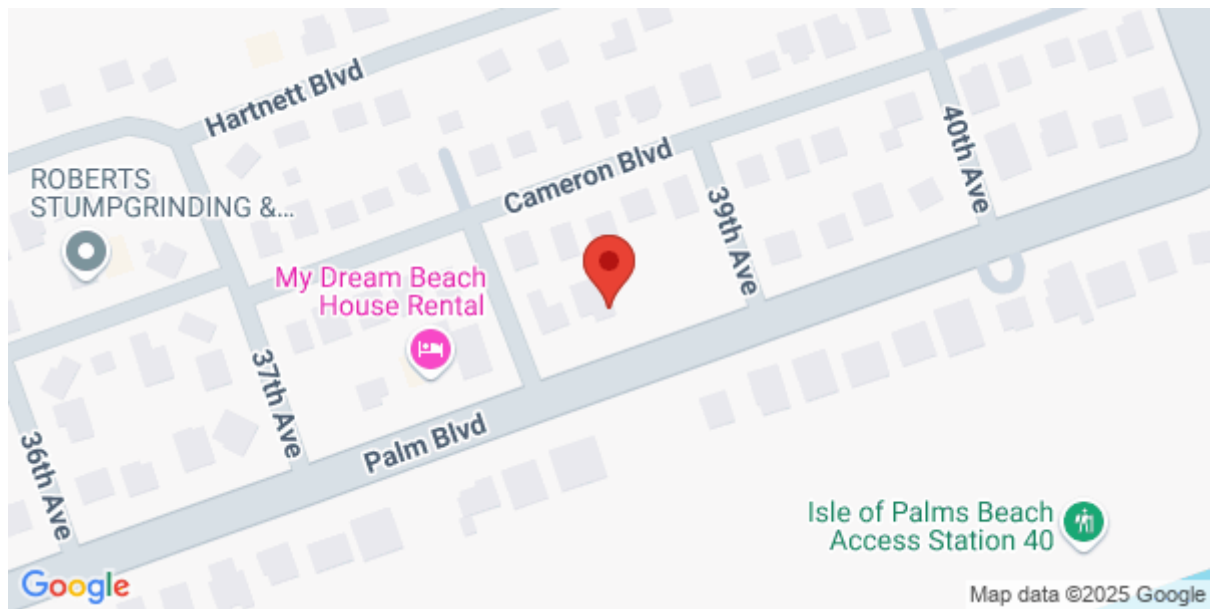 Hartnett Blvd
ROBERTS
STUMPGRINDING &...
Cameron Blvd
40th Ave
39th Ave
My Dream Beach
House Rental
37th Ave
36th Ave
Palm Blvd
Isle of Palms Beach
Access Station 40
Google
Map data ©2025 Google